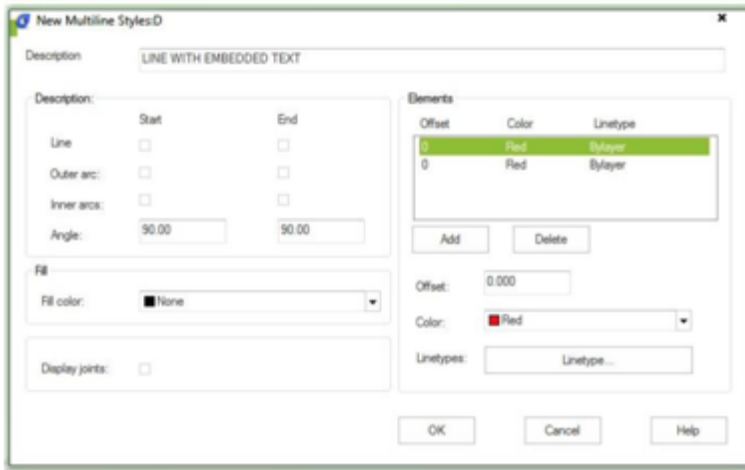 New Multiline Styles:D
Description
LINE WITH EMBEDDED TEXT
Description:
Start End
Line
Outer arc:
Inner arcs:
Angle: 90.00 90.00
Fill
Fill color: None
Display joints:
Elements
Offset Color Linetype
0 Red Bylayer
0 Red Bylayer
Add Delete
Offset: 0.000
Color: Red
Linetypes: Linetype...
OK Cancel Help